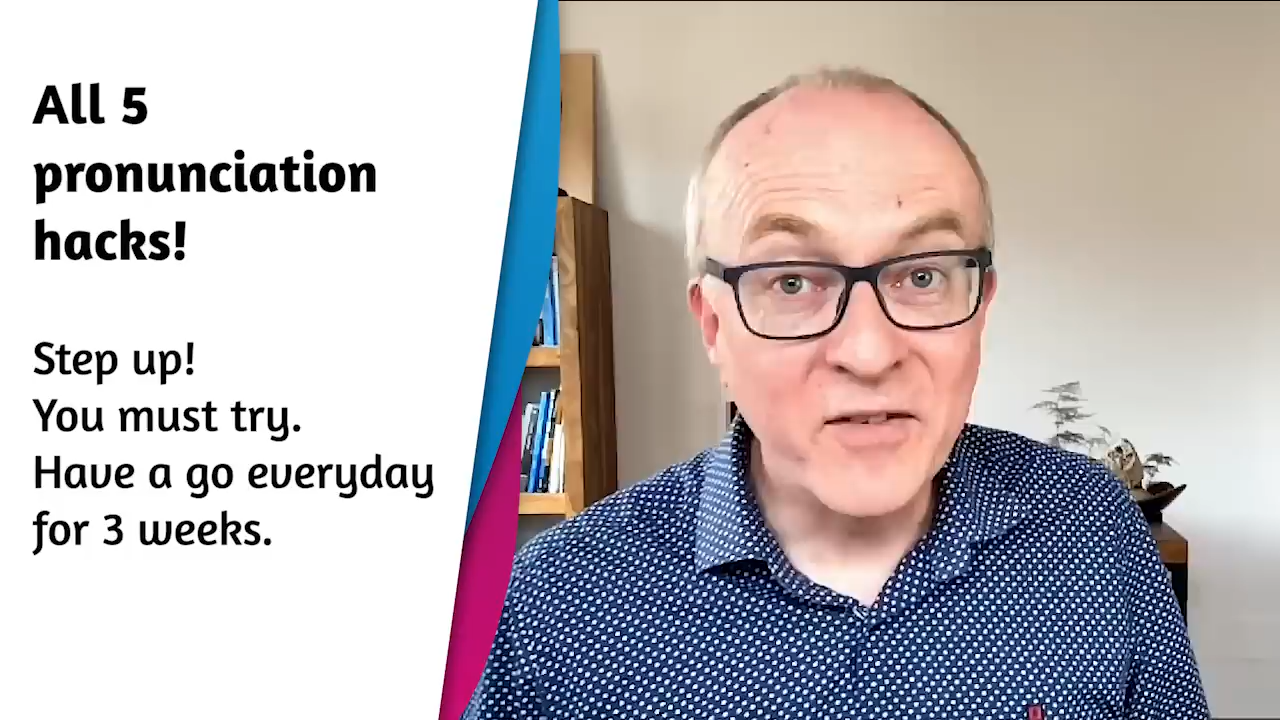 All 5
pronunciation
hacks!
Step up!
You must try.
Have a go everyday
for 3 weeks.